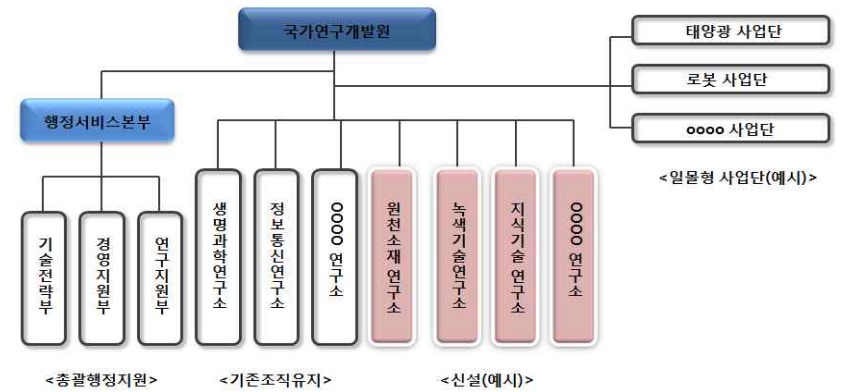 국가연구개발원
태양광 사업단
로봇 사업단
oooo 사업단
<일몰형 사업단(예시)>
행정서비스본부
기술전략부
경영지원부
연구지원부
생명과학연구소
정보통신연구소
OOOO 연구소
원천소재 연구소
녹색기술연구소
지식기술 연구소
OOOO 연구소
<총괄행정지원>
<기존조직유지>
<신설(예시)>